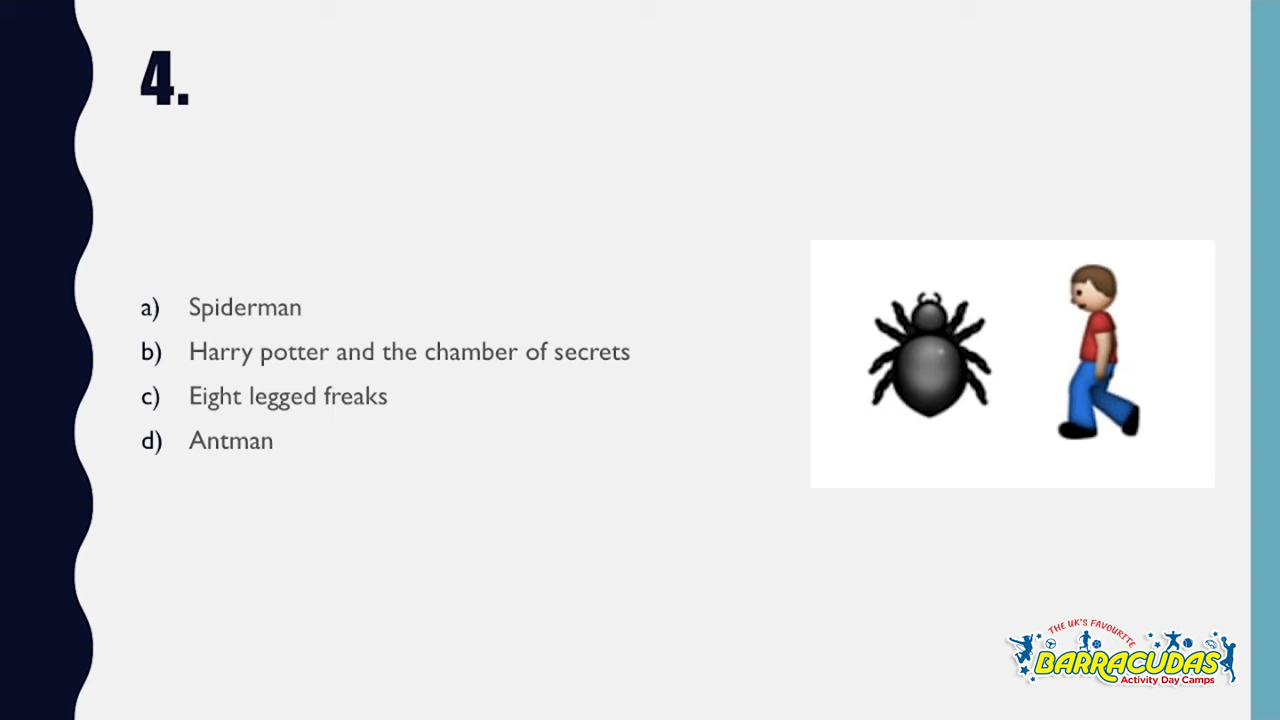 4.
a) Spiderman
b) Harry potter and the chamber of secrets
c) Eight legged freaks
d) Antman
THE UK'S FAVOURITE
BARRACUDAS
Activity Day Camps